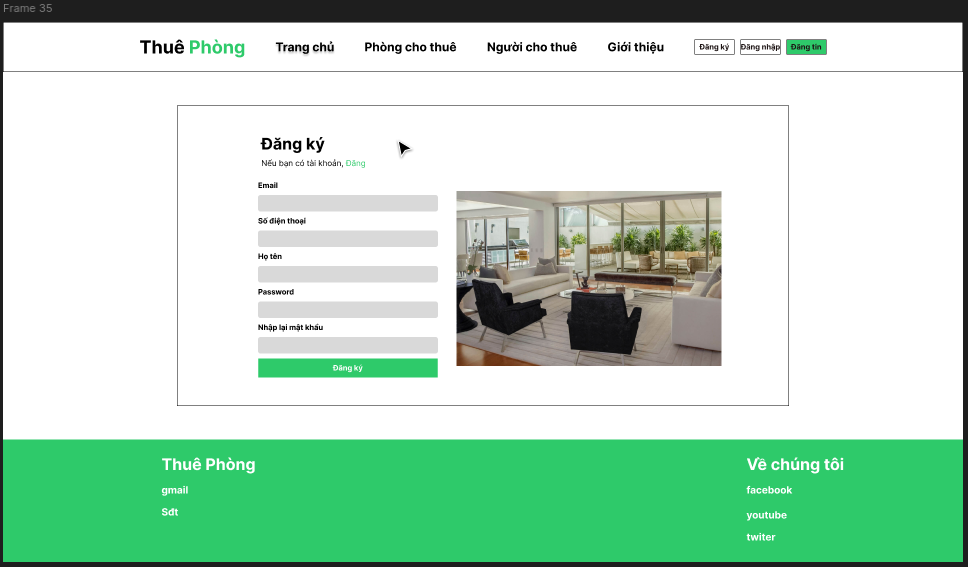 Frame 35
Thuê Phòng Trang chủ Phòng cho thuê Người cho thuê Giới thiệu Đăng ký Đăng nhập Đăng tin
Đăng ký
Nếu bạn có tài khoản, Đăng
Email
Số điện thoại
Họ tên
Password
Nhập lại mật khẩu
Đăng ký
Thuê Phòng
gmail
Sđt
Về chúng tôi
facebook
youtube
twiter